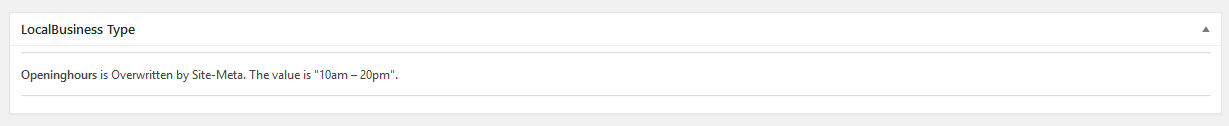 LocalBusiness Type
Openinghours is Overwritten by Site-Meta. The value is "10am – 20pm".